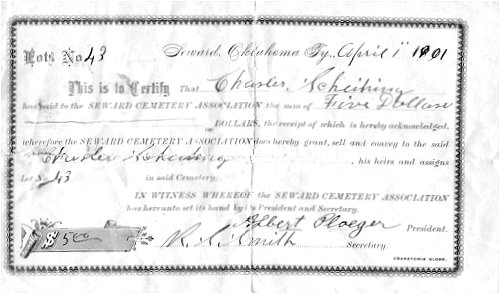 Lots No 43 Seward, Oklahoma Ty., April 1 1901
This is to Certify That Charles Scheihing
has paid to the SEWARD CEMETERY ASSOCIATION the sum of Five Dollars
DOLLARS, the receipt of which is hereby acknowledged,
wherefore the SEWARD CEMETERY ASSOCIATION does hereby grant, sell and convey to the said
Charles Scheihing, his heirs and assigns
Lot No. 43 in said Cemetery.
IN WITNESS WHEREOF the SEWARD CEMETERY ASSOCIATION
has hereunto set its hand by its President and Secretary.
Albert Ploeger President.
$5.00 Smith Secretary.